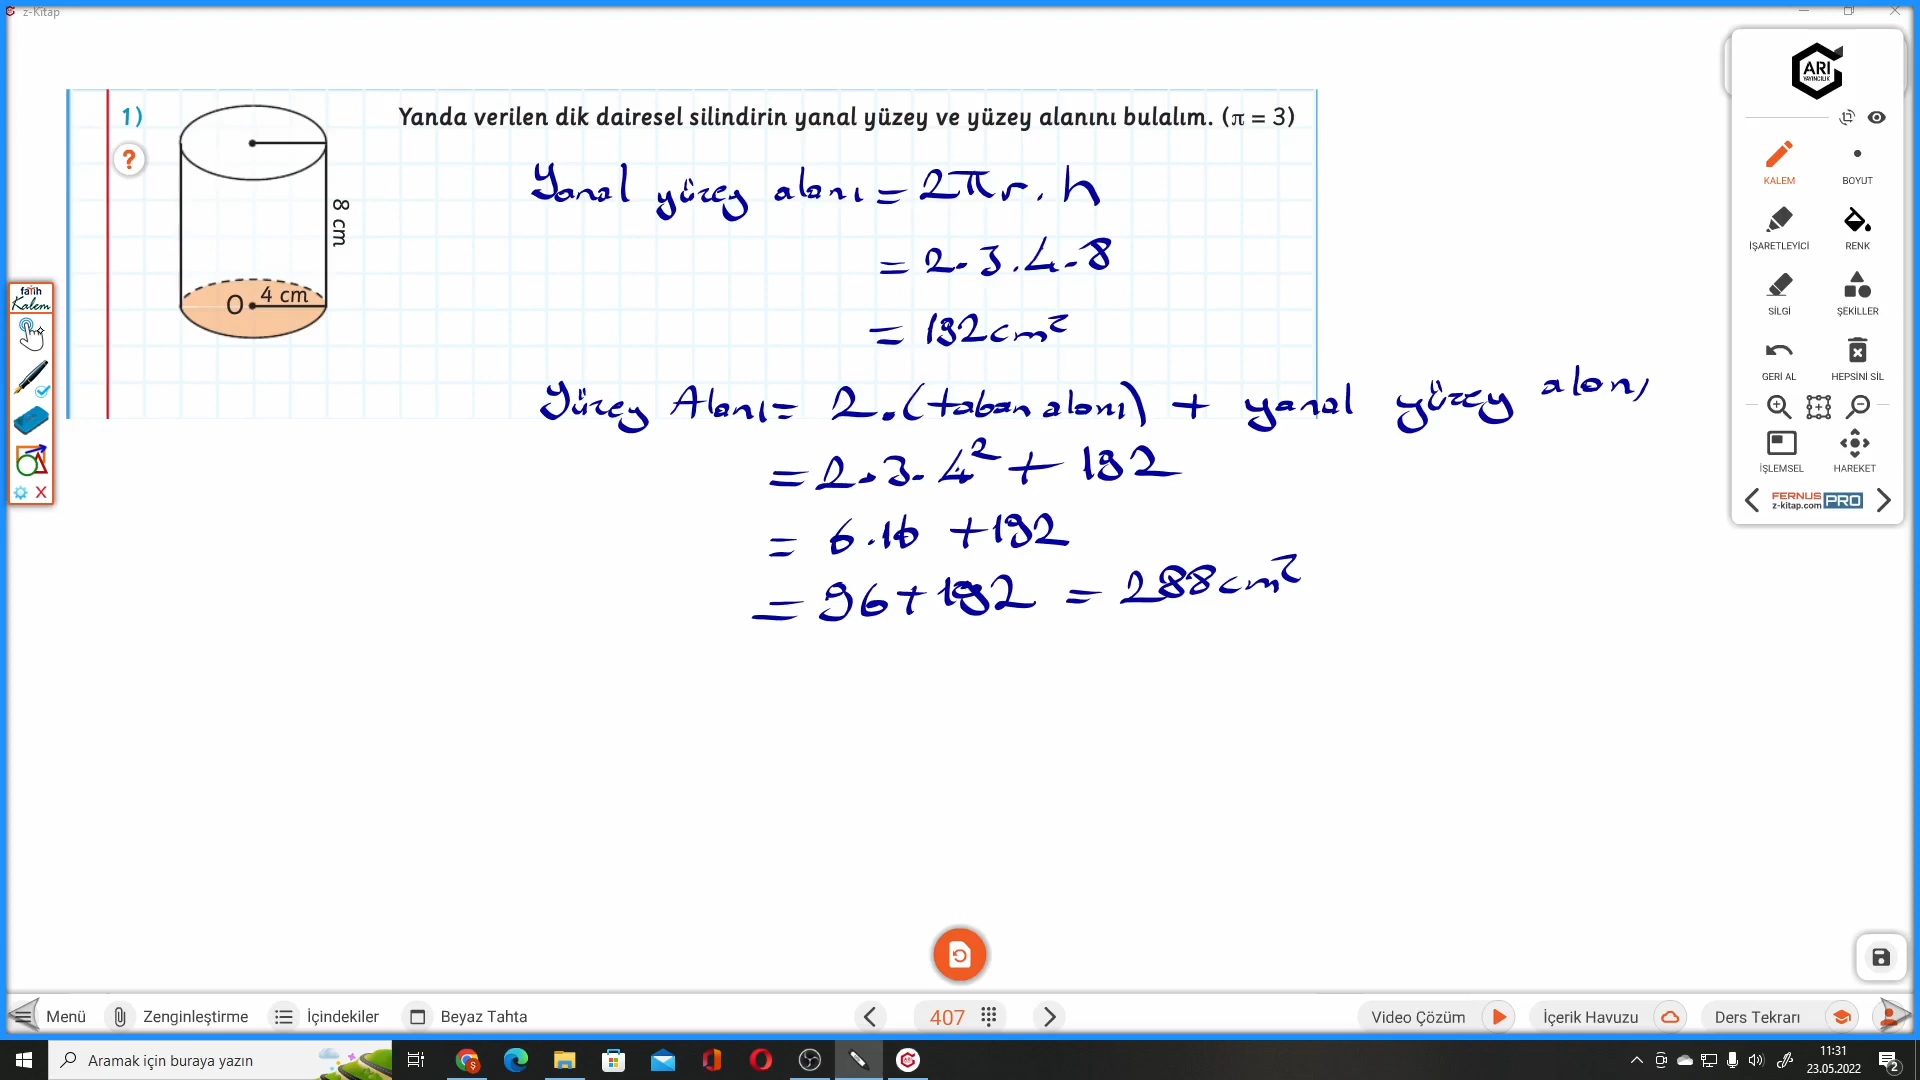 z-Kitap
1)
Yanda verilen dik dairesel silindirin yanal yüzey ve yüzey alanını bulalım. (π = 3)
?
8 cm
O 4 cm
Yanal yüzey alanı = 2πr.h
= 2.3.4.8
= 192cm²
Yüzey Alanı = 2.(taban alanı) + yanal yüzey alanı
= 2.3.4² + 192
= 6.16 + 192
= 96 + 192 = 288cm²
fatih
Kalem
ARI
YAYINCILIK
KALEM
BOYUT
İŞARETLEYİCİ
RENK
SİLGİ
ŞEKİLLER
GERİ AL
HEPSİNİ SİL
İŞLEMSEL
HAREKET
FERNUS PRO
z-kitap.com
Menü
Zenginleştirme
İçindekiler
Beyaz Tahta
407
Video Çözüm
İçerik Havuzu
Ders Tekrarı
Aramak için buraya yazın
11:31
23.05.2022
2